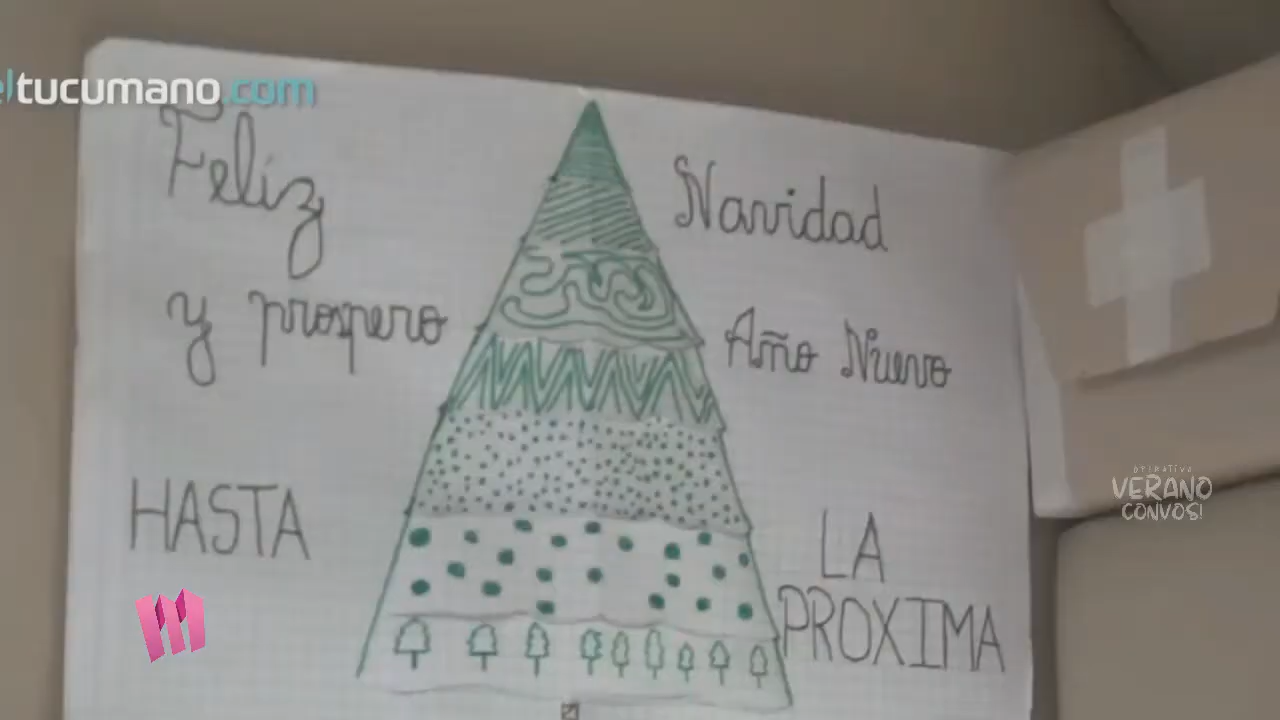 eltucumano.com
Feliz Navidad
y prospero Año Nuevo
HASTA LA
PROXIMA
VERANO
CONVOS!